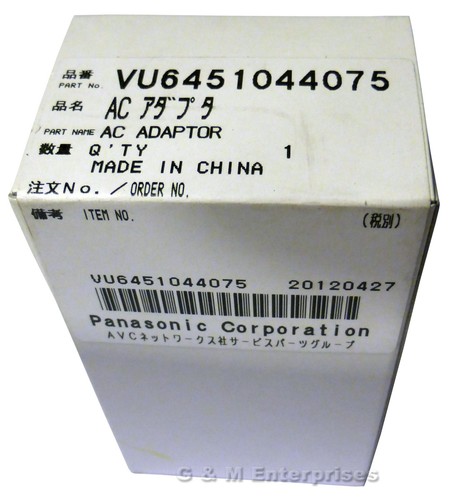 品番 VU6451044075
PART No.
品名 AC アダプタ
PART NAME AC ADAPTOR
数量 Q'TY 1
MADE IN CHINA
注文No./ORDER NO.
備考 ITEM NO. (税別)
VU6451044075 20120427
Panasonic Corporation
AVCネットワークス社サービスパーツグループ
G & M Enterprises